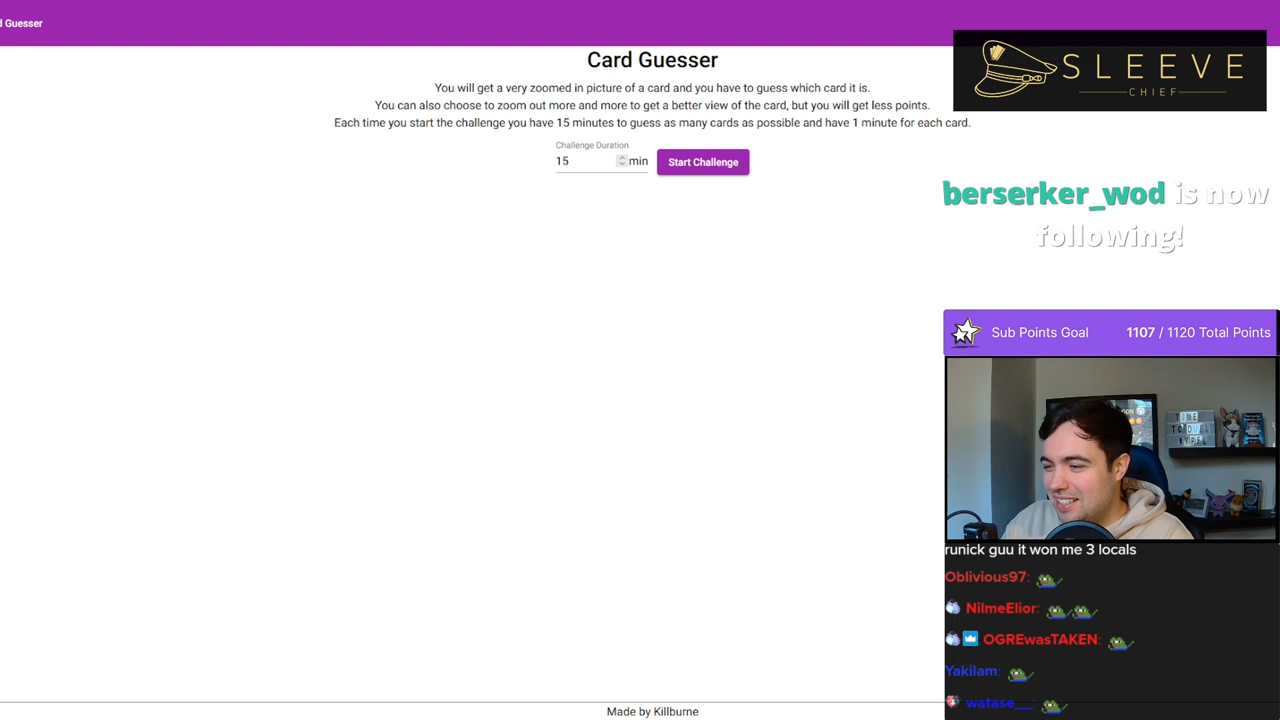 d Guesser
Card Guesser
You will get a very zoomed in picture of a card and you have to guess which card it is.
You can also choose to zoom out more and more to get a better view of the card, but you will get less points.
Each time you start the challenge you have 15 minutes to guess as many cards as possible and have 1 minute for each card.
Challenge Duration
15 min
Start Challenge
SLEEVE
CHIEF
berserker_wod is now
following!
Sub Points Goal 1107 / 1120 Total Points
TIME
TO DUEL
runick guu it won me 3 locals
Oblivious97:
NilmeElior:
OGREwasTAKEN:
Yakilam:
watase__:
Made by Killburne